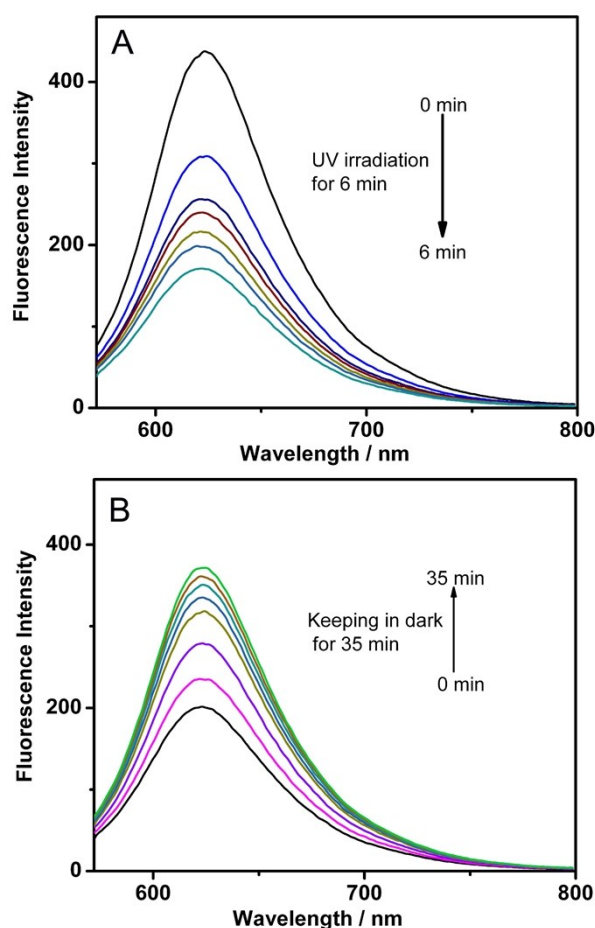 A
400
200
0
Fluorescence Intensity
0 min
UV irradiation
for 6 min
6 min
600
700
800
Wavelength / nm
B
400
200
0
Fluorescence Intensity
35 min
Keeping in dark
for 35 min
0 min
600
700
800
Wavelength / nm